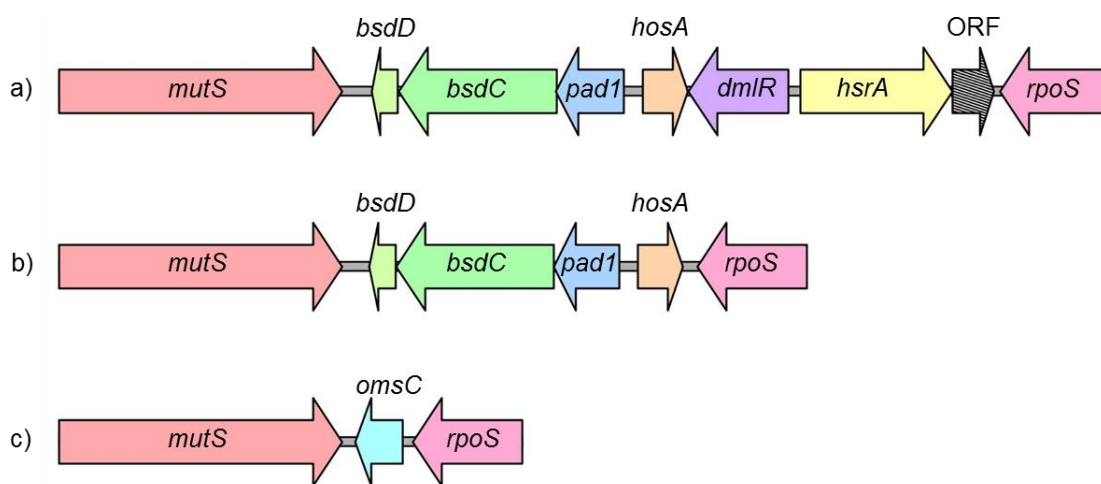 bsdD hosA ORF
a) mutS bsdC pad1 dmlR hsrA rpoS
bsdD hosA
b) mutS bsdC pad1 rpoS
omsC
c) mutS rpoS